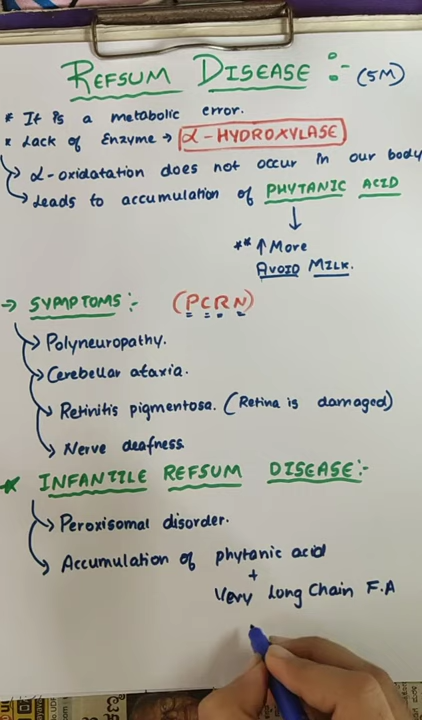 REFSUM DISEASE :- (5M)
* It is a metabolic error.
* Lack of Enzyme → α-HYDROXYLASE
α-oxidatation does not occur in our body
Leads to accumulation of PHYTANIC ACID
↓
** ↑ More
AVOID MILK.
→ SYMPTOMS :- (PCRN)
Polyneuropathy.
Cerebellar ataxia.
Retinitis pigmentosa. (Retina is damaged)
Nerve deafness
* INFANTILE REFSUM DISEASE :-
Peroxisomal disorder.
Accumulation of phytanic acid
+
Very Long Chain F.A